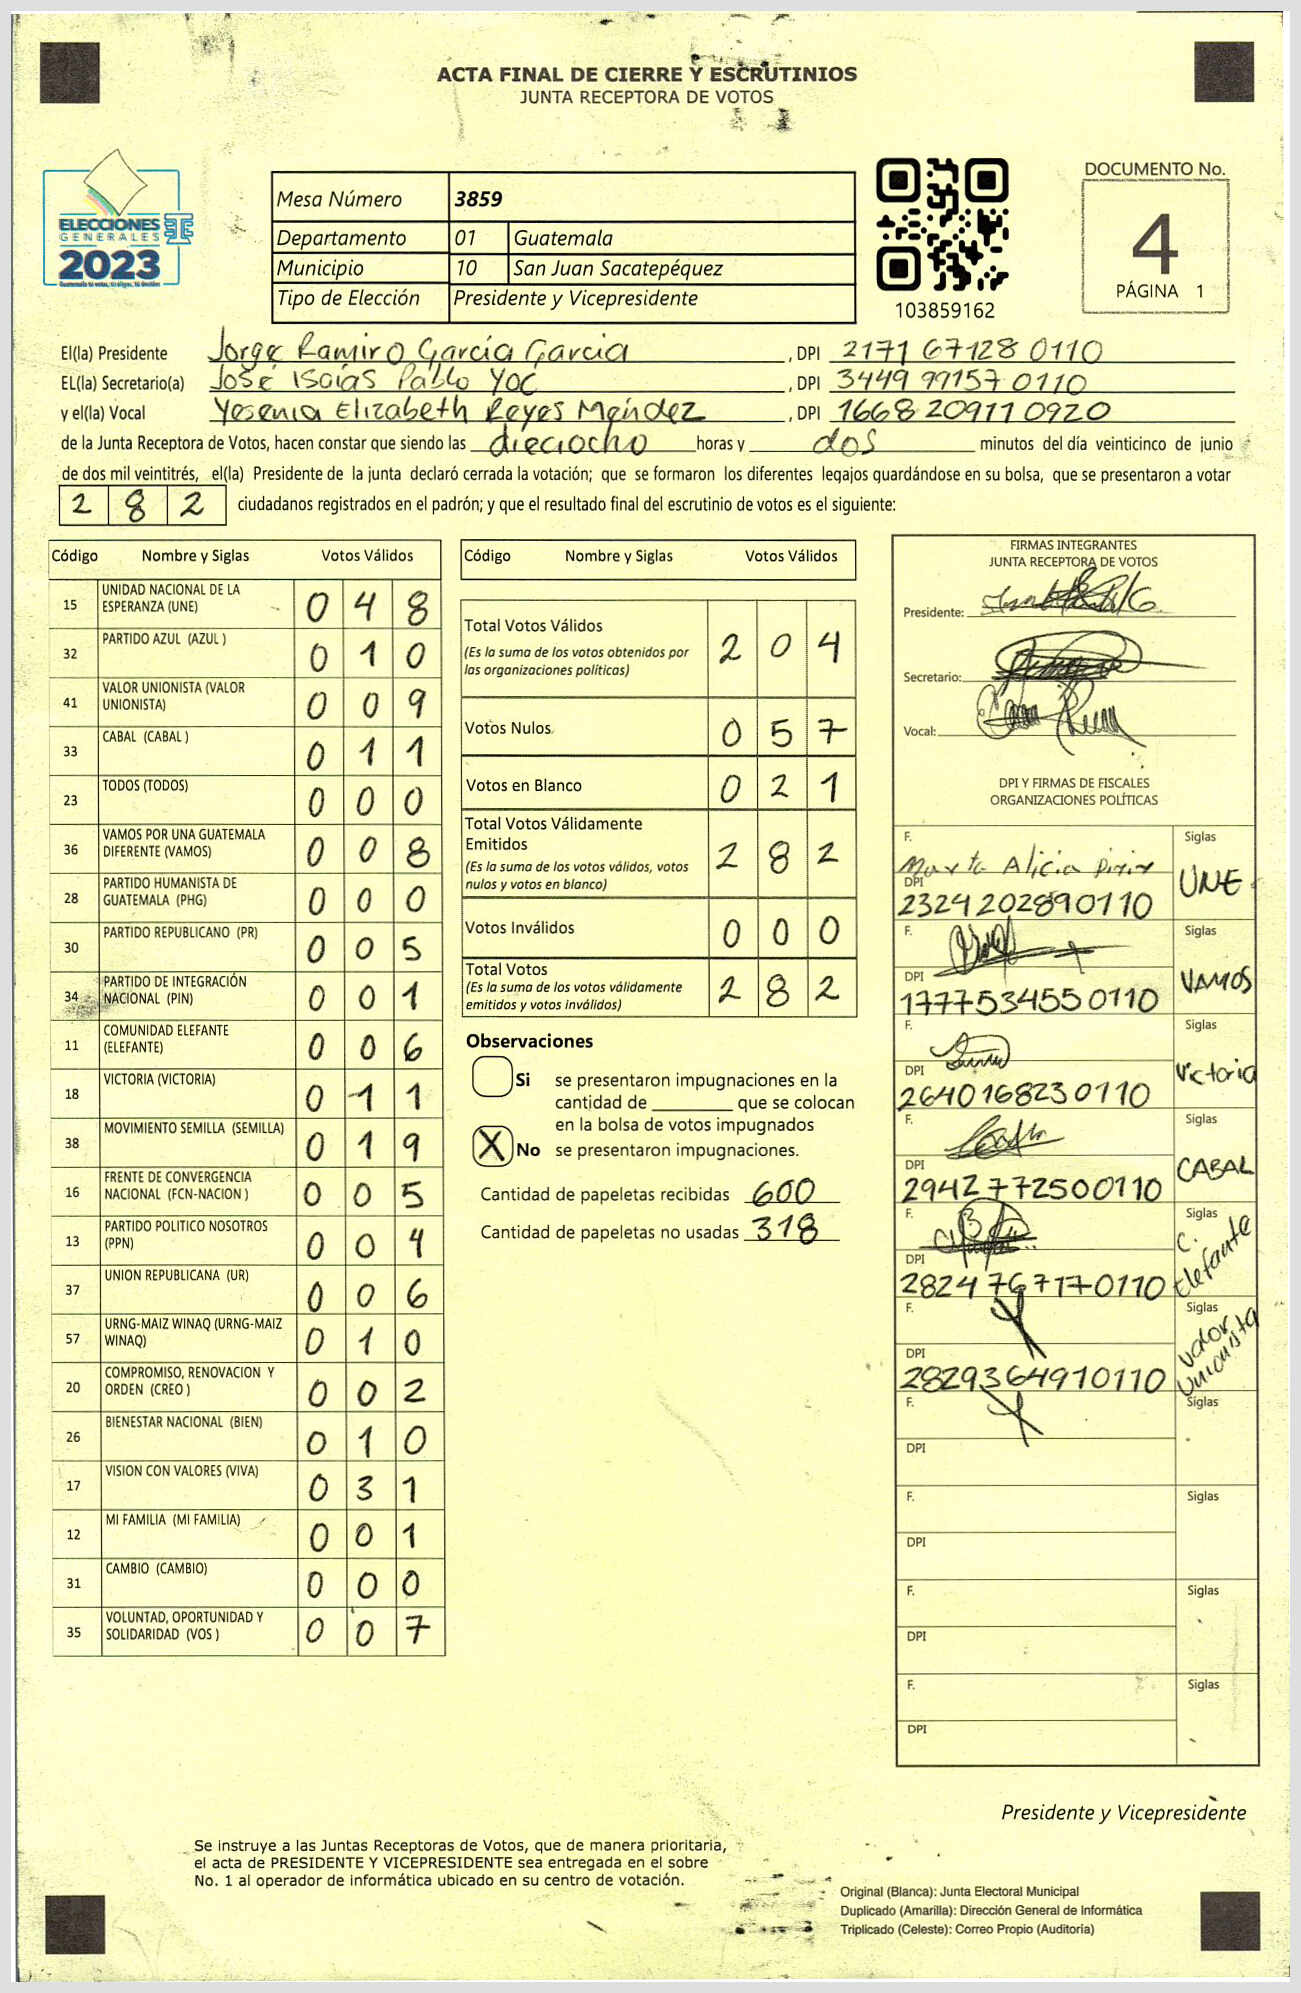 ACTA FINAL DE CIERRE Y ESCRUTINIOS
JUNTA RECEPTORA DE VOTOS
ELECCIONES
GENERALES
2023
Mesa Número 3859
Departamento 01 Guatemala
Municipio 10 San Juan Sacatepéquez
Tipo de Elección Presidente y Vicepresidente
103859162
DOCUMENTO No.
4
PÁGINA 1
El(la) Presidente Jorge Ramiro García Garcia, DPI 2171 67128 0110
EL(la) Secretario(a) José Isaías Pablo Yoc, DPI 3449 99157 0110
y el(la) Vocal Yesenia Elizabeth Reyes Méndez, DPI 1668 20911 0920
de la Junta Receptora de Votos, hacen constar que siendo las dieciocho horas y dos minutos del día veinticinco de junio
de dos mil veintitrés, el(la) Presidente de la junta declaró cerrada la votación; que se formaron los diferentes legajos guardándose en su bolsa, que se presentaron a votar
2 8 2 ciudadanos registrados en el padrón; y que el resultado final del escrutinio de votos es el siguiente:
Código Nombre y Siglas Votos Válidos
15 UNIDAD NACIONAL DE LA
ESPERANZA (UNE) 0 4 8
32 PARTIDO AZUL (AZUL ) 0 1 0
41 VALOR UNIONISTA (VALOR
UNIONISTA) 0 0 9
33 CABAL (CABAL ) 0 1 1
23 TODOS (TODOS) 0 0 0
36 VAMOS POR UNA GUATEMALA
DIFERENTE (VAMOS) 0 0 8
28 PARTIDO HUMANISTA DE
GUATEMALA (PHG) 0 0 0
30 PARTIDO REPUBLICANO (PR) 0 0 5
34 PARTIDO DE INTEGRACIÓN
NACIONAL (PIN) 0 0 1
11 COMUNIDAD ELEFANTE
(ELEFANTE) 0 0 6
18 VICTORIA (VICTORIA) 0 1 1
38 MOVIMIENTO SEMILLA (SEMILLA) 0 1 9
16 FRENTE DE CONVERGENCIA
NACIONAL (FCN-NACION ) 0 0 5
13 PARTIDO POLITICO NOSOTROS
(PPN) 0 0 4
37 UNION REPUBLICANA (UR) 0 0 6
57 URNG-MAIZ WINAQ (URNG-MAIZ
WINAQ) 0 1 0
20 COMPROMISO, RENOVACION Y
ORDEN (CREO ) 0 0 2
26 BIENESTAR NACIONAL (BIEN) 0 1 0
17 VISION CON VALORES (VIVA) 0 3 1
12 MI FAMILIA (MI FAMILIA) 0 0 1
31 CAMBIO (CAMBIO) 0 0 0
35 VOLUNTAD, OPORTUNIDAD Y
SOLIDARIDAD (VOS ) 0 0 7
Código Nombre y Siglas Votos Válidos
Total Votos Válidos 2 0 4
(Es la suma de los votos obtenidos por
las organizaciones políticas)
Votos Nulos 0 5 7
Votos en Blanco 0 2 1
Total Votos Válidamente
Emitidos 2 8 2
(Es la suma de los votos válidos, votos
nulos y votos en blanco)
Votos Inválidos 0 0 0
Total Votos 2 8 2
(Es la suma de los votos válidamente
emitidos y votos inválidos)
Observaciones
Si se presentaron impugnaciones en la
cantidad de ________ que se colocan
en la bolsa de votos impugnados
X No se presentaron impugnaciones.
Cantidad de papeletas recibidas 600
Cantidad de papeletas no usadas 318
FIRMAS INTEGRANTES
JUNTA RECEPTORA DE VOTOS
Presidente:
Secretario:
Vocal:
DPI Y FIRMAS DE FISCALES
ORGANIZACIONES POLÍTICAS
F. Siglas
Marta Alicia Pirir UNE
DPI
2324202890110
F. Siglas
VAMOS
DPI
1777534550110
F. Siglas
Victoria
DPI
2640168230110
F. Siglas
CABAL
DPI
2942772500110
F. Siglas
C. Elefante
DPI
2824767170110
F. Siglas
Valor Unionista
DPI
2829364910110
F. Siglas
DPI
F. Siglas
DPI
F. Siglas
DPI
F. Siglas
DPI
Presidente y Vicepresidente
Se instruye a las Juntas Receptoras de Votos, que de manera prioritaria,
el acta de PRESIDENTE Y VICEPRESIDENTE sea entregada en el sobre
No. 1 al operador de informática ubicado en su centro de votación.
Original (Blanca): Junta Electoral Municipal
Duplicado (Amarilla): Dirección General de Informática
Triplicado (Celeste): Correo Propio (Auditoría)